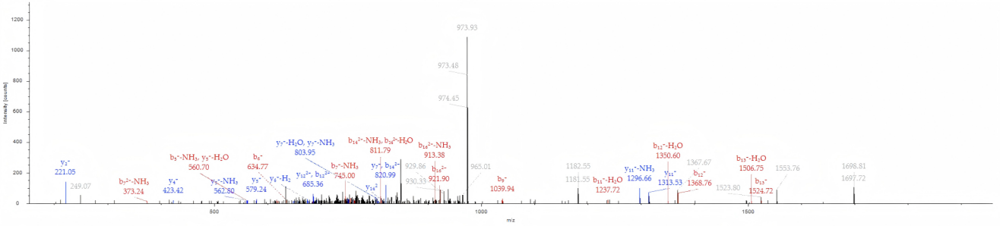 1200
1000
800
600
400
200
0
Intensity [counts]
500
1000
1500
m/z
y₂⁺
221.05
249.07
b₇²⁺-NH₃
373.24
y₄⁺
423.42
b₅⁺-NH₃, y₅⁺-H₂O
560.70
y₅⁺-NH₃
562.80
y₅⁺
579.24
b₆⁺
634.77
y₆⁺-H₂
y₁₂²⁺, b₁₂²⁺
685.36
y₇⁺-H₂O, y₇⁺-NH₃
803.95
b₇⁺-NH₃
745.00
y₁₄²
b₁₄²⁺-NH₃, b₁₄²⁺-H₂O
811.79
y₇⁺, b₁₄²⁺
820.99
929.86
930.33
b₁₆²⁺-NH₃
913.38
b₁₆²⁺
921.90
973.93
973.48
974.45
965.01
b₉⁺
1039.94
1182.55
1181.55
b₁₁⁺-H₂O
1237.72
y₁₁⁺-NH₃
1296.66
y₁₁⁺
1313.53
b₁₂⁺-H₂O
1350.60
1367.67
b₁₂⁺
1368.76
b₁₃⁺-H₂O
1506.75
1523.80
b₁₃⁺
1524.72
1553.76
1698.81
1697.72